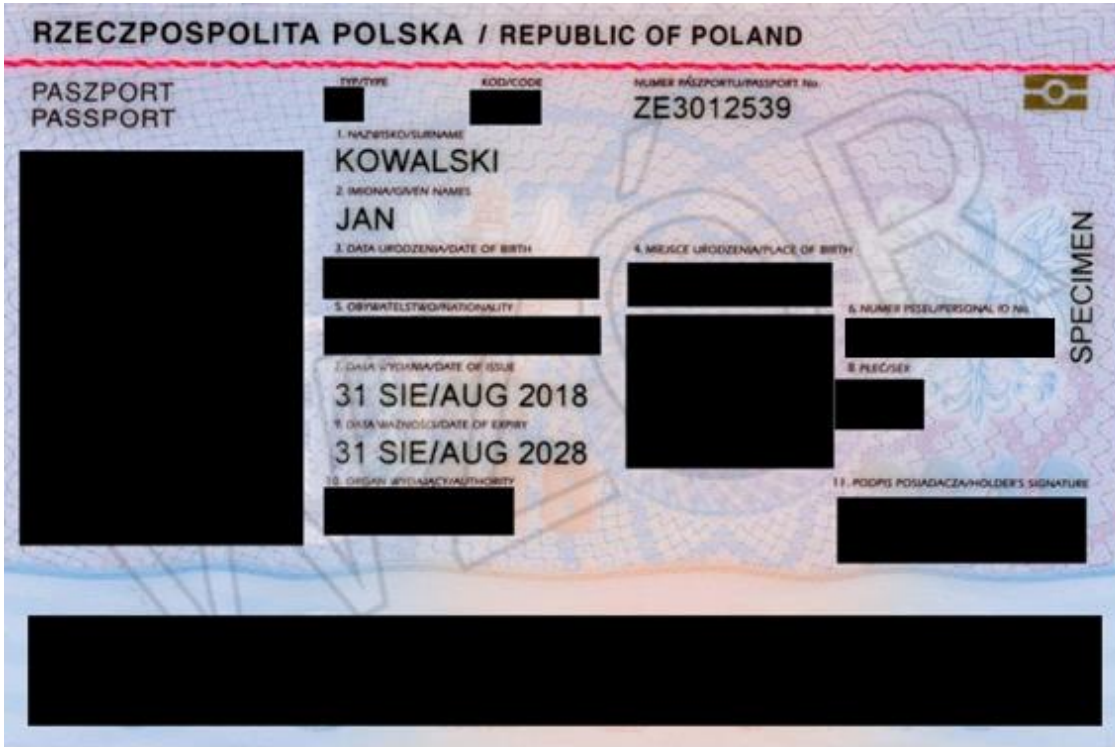 RZECZPOSPOLITA POLSKA / REPUBLIC OF POLAND
PASZPORT
PASSPORT
TYP/TYPE
KOD/CODE
NUMER PASZPORTU/PASSPORT No.
ZE3012539
1. NAZWISKO/SURNAME
KOWALSKI
2. IMIONA/GIVEN NAMES
JAN
3. DATA URODZENIA/DATE OF BIRTH
4. MIEJSCE URODZENIA/PLACE OF BIRTH
5. OBYWATELSTWO/NATIONALITY
6. NUMER PESEL/PERSONAL ID No.
7. DATA WYDANIA/DATE OF ISSUE
31 SIE/AUG 2018
8. PŁEĆ/SEX
9. DATA WAŻNOŚCI/DATE OF EXPIRY
31 SIE/AUG 2028
10. ORGAN WYDAJĄCY/AUTHORITY
11. PODPIS POSIADACZA/HOLDER'S SIGNATURE
SPECIMEN
WZÓR